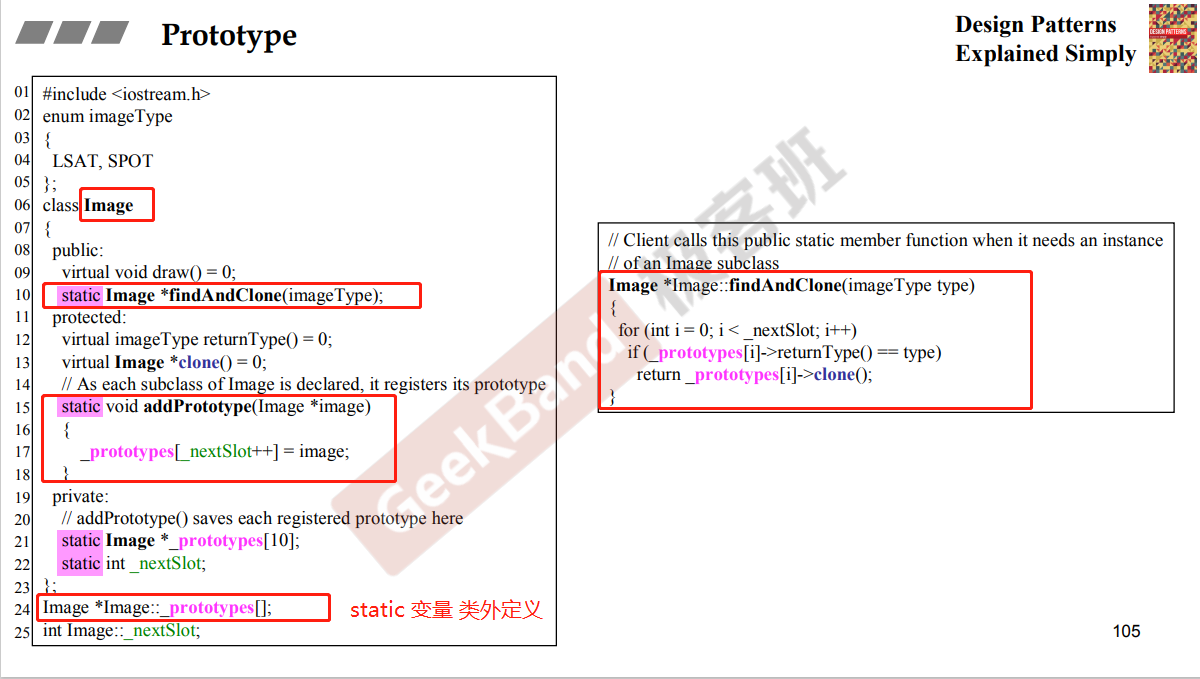 Prototype
Design Patterns
Explained Simply
DESIGN PATTERNS
01 #include <iostream.h>
02 enum imageType
03 {
04 LSAT, SPOT
05 };
06 class Image
07 {
08 public:
09 virtual void draw() = 0;
10 static Image *findAndClone(imageType);
11 protected:
12 virtual imageType returnType() = 0;
13 virtual Image *clone() = 0;
14 // As each subclass of Image is declared, it registers its prototype
15 static void addPrototype(Image *image)
16 {
17 _prototypes[_nextSlot++] = image;
18 }
19 private:
20 // addPrototype() saves each registered prototype here
21 static Image *_prototypes[10];
22 static int _nextSlot;
23 };
24 Image *Image::_prototypes[];
25 int Image::_nextSlot;
static 变量 类外定义
// Client calls this public static member function when it needs an instance
// of an Image subclass
Image *Image::findAndClone(imageType type)
{
for (int i = 0; i < _nextSlot; i++)
if (_prototypes[i]->returnType() == type)
return _prototypes[i]->clone();
}
GeekBand 极客班
105